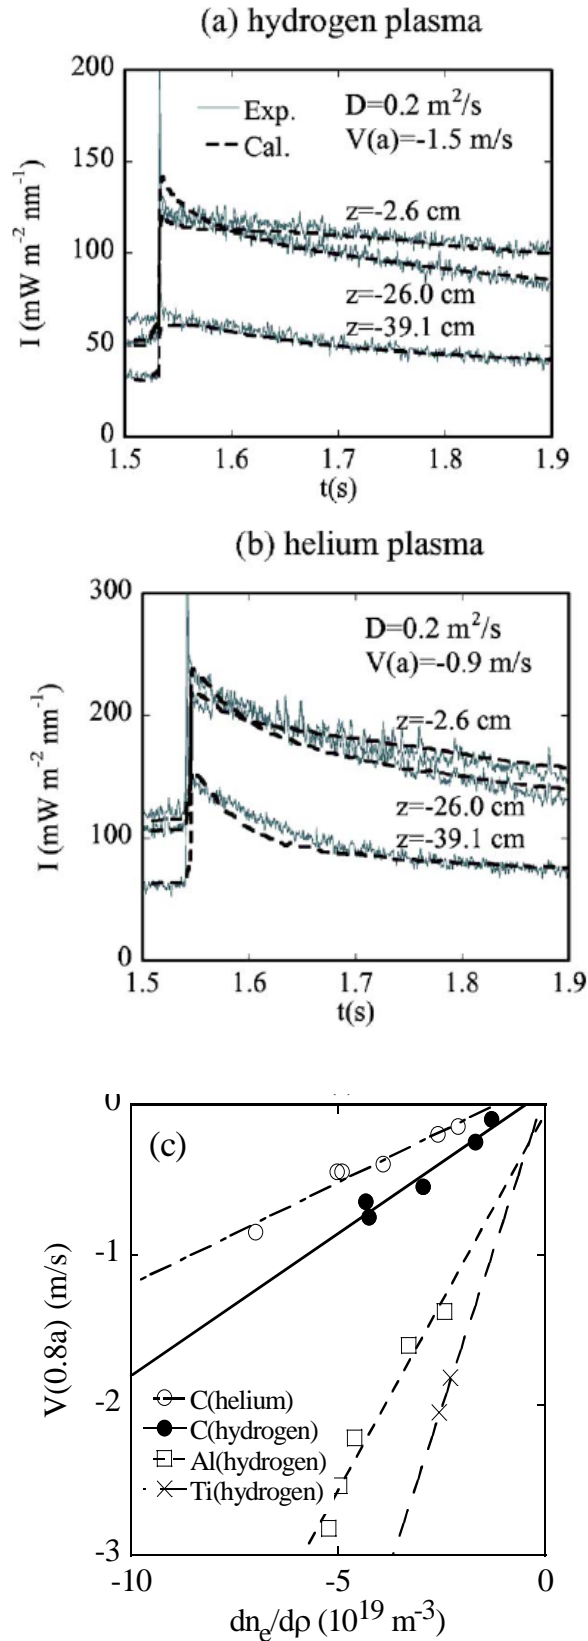 (a) hydrogen plasma
200
150
100
50
0
I (mW m⁻² nm⁻¹)
Exp.
Cal.
D=0.2 m²/s
V(a)=-1.5 m/s
z=-2.6 cm
z=-26.0 cm
z=-39.1 cm
1.5 1.6 1.7 1.8 1.9
t(s)
(b) helium plasma
300
200
100
0
I (mW m⁻² nm⁻¹)
D=0.2 m²/s
V(a)=-0.9 m/s
z=-2.6 cm
z=-26.0 cm
z=-39.1 cm
1.5 1.6 1.7 1.8 1.9
t(s)
(c)
0
-1
-2
-3
V(0.8a) (m/s)
C(helium)
C(hydrogen)
Al(hydrogen)
Ti(hydrogen)
-10 -5 0
dnₑ/dρ (10¹⁹ m⁻³)